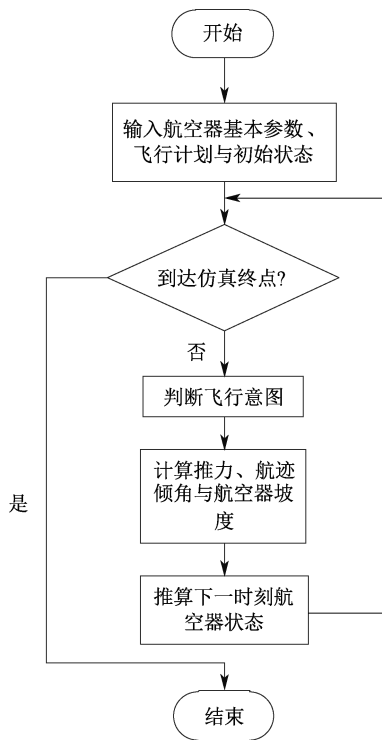 开始
输入航空器基本参数、
飞行计划与初始状态
到达仿真终点?
否
判断飞行意图
计算推力、航迹
倾角与航空器坡
度
是
推算下一时刻航
空器状态
结束